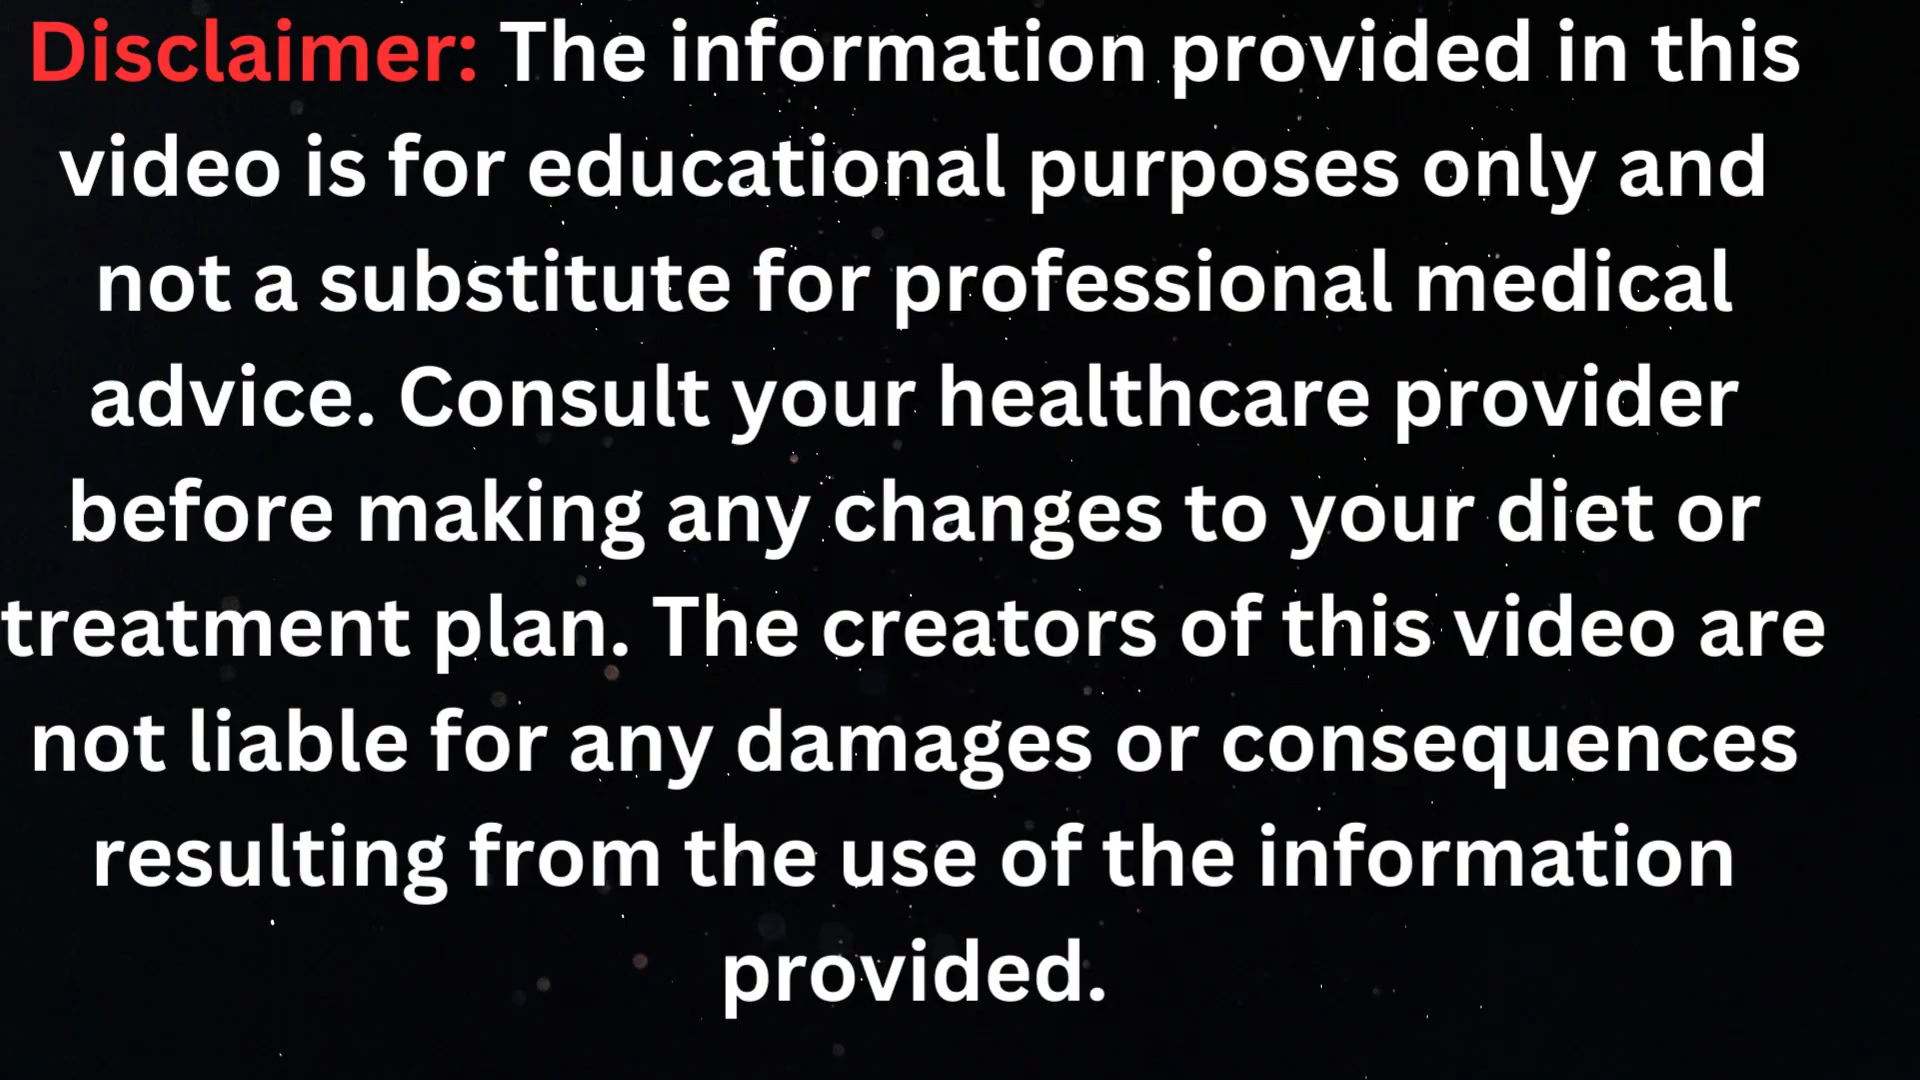 Disclaimer: The information provided in this
video is for educational purposes only and
not a substitute for professional medical
advice. Consult your healthcare provider
before making any changes to your diet or
treatment plan. The creators of this video are
not liable for any damages or consequences
resulting from the use of the information
provided.